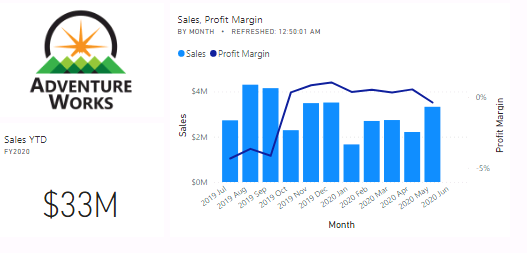 ADVENTURE
WORKS
Sales YTD
FY2020
$33M
Sales, Profit Margin
BY MONTH • REFRESHED: 12:50:01 AM
Sales Profit Margin
Sales
$4M
$2M
$0M
0%
-5%
Profit Margin
2019 Jul
2019 Aug
2019 Sep
2019 Oct
2019 Nov
2019 Dec
2020 Jan
2020 Feb
2020 Mar
2020 Apr
2020 May
2020 Jun
Month